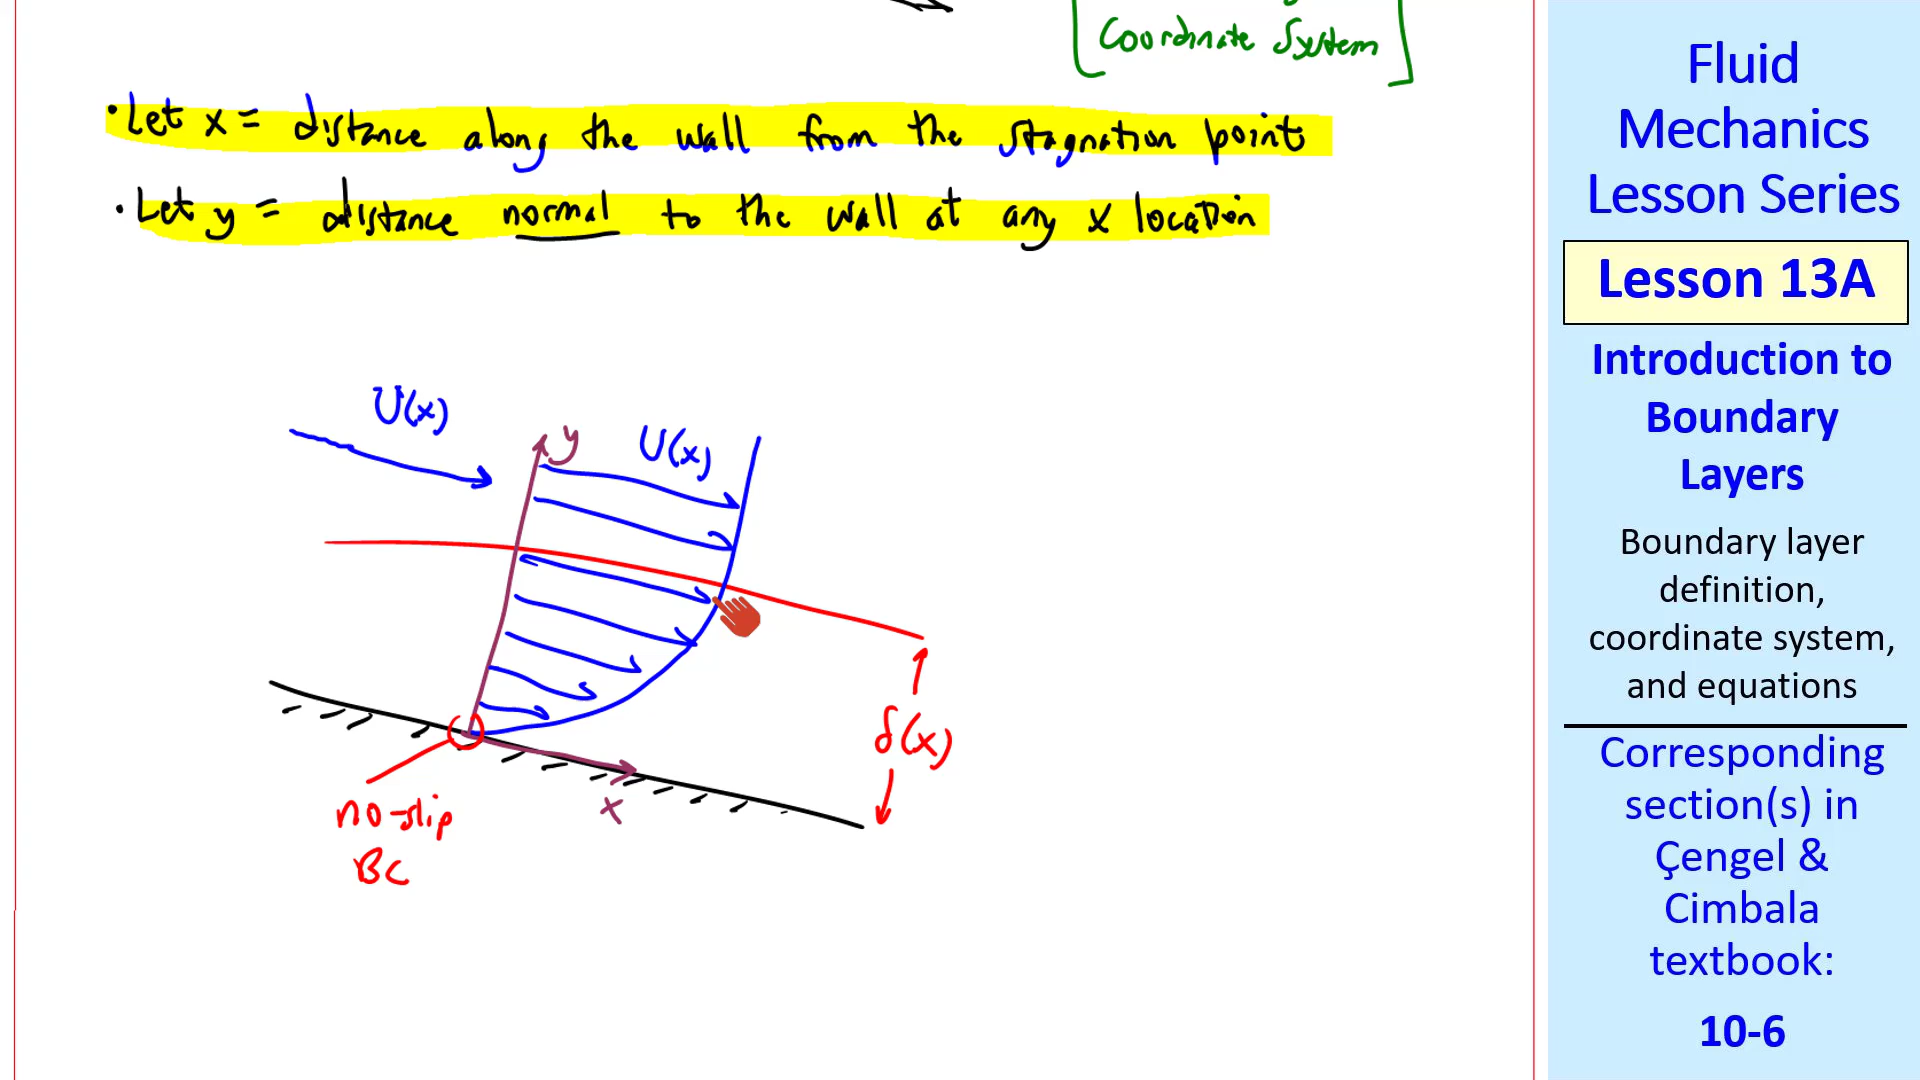 Coordinate System
• Let x = distance along the wall from the stagnation point
• Let y = distance normal to the wall at any x location
U(x)
y
U(x)
δ(x)
x
no-slip
BC
Fluid
Mechanics
Lesson Series
Lesson 13A
Introduction to
Boundary
Layers
Boundary layer
definition,
coordinate system,
and equations
Corresponding
section(s) in
Çengel &
Cimbala
textbook:
10-6